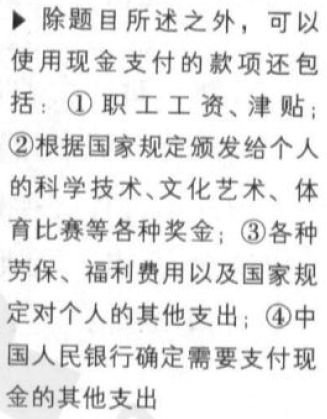 ▶ 除题目所述之外，可以
使用现金支付的款项还包
括：①职工工资、津贴；
②根据国家规定颁发给个人
的科学技术、文化艺术、体
育比赛等各种奖金；③各种
劳保、福利费用以及国家规
定对个人的其他支出；④中
国人民银行确定需要支付现
金的其他支出